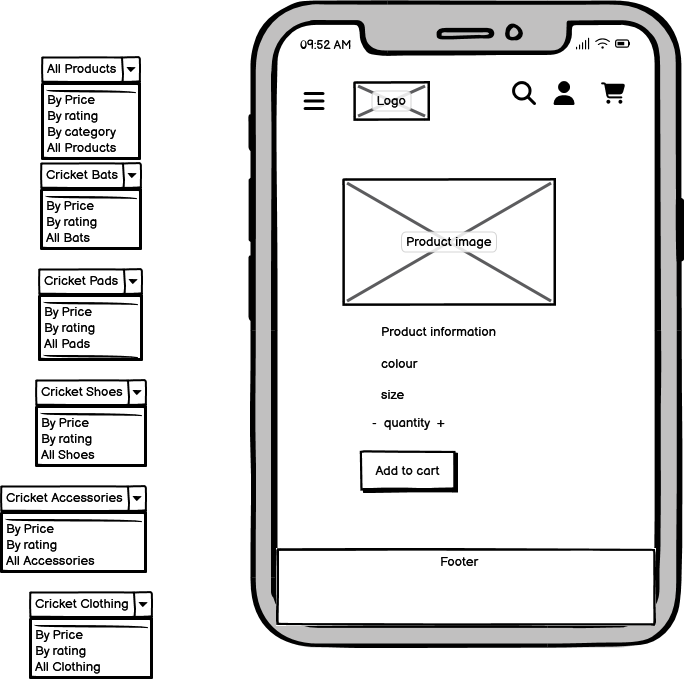 All Products
By Price
By rating
By category
All Products
Cricket Bats
By Price
By rating
All Bats
Cricket Pads
By Price
By rating
All Pads
Cricket Shoes
By Price
By rating
All Shoes
Cricket Accessories
By Price
By rating
All Accessories
Cricket Clothing
By Price
By rating
All Clothing
09:52 AM
Logo
Product image
Product information
colour
size
- quantity +
Add to cart
Footer